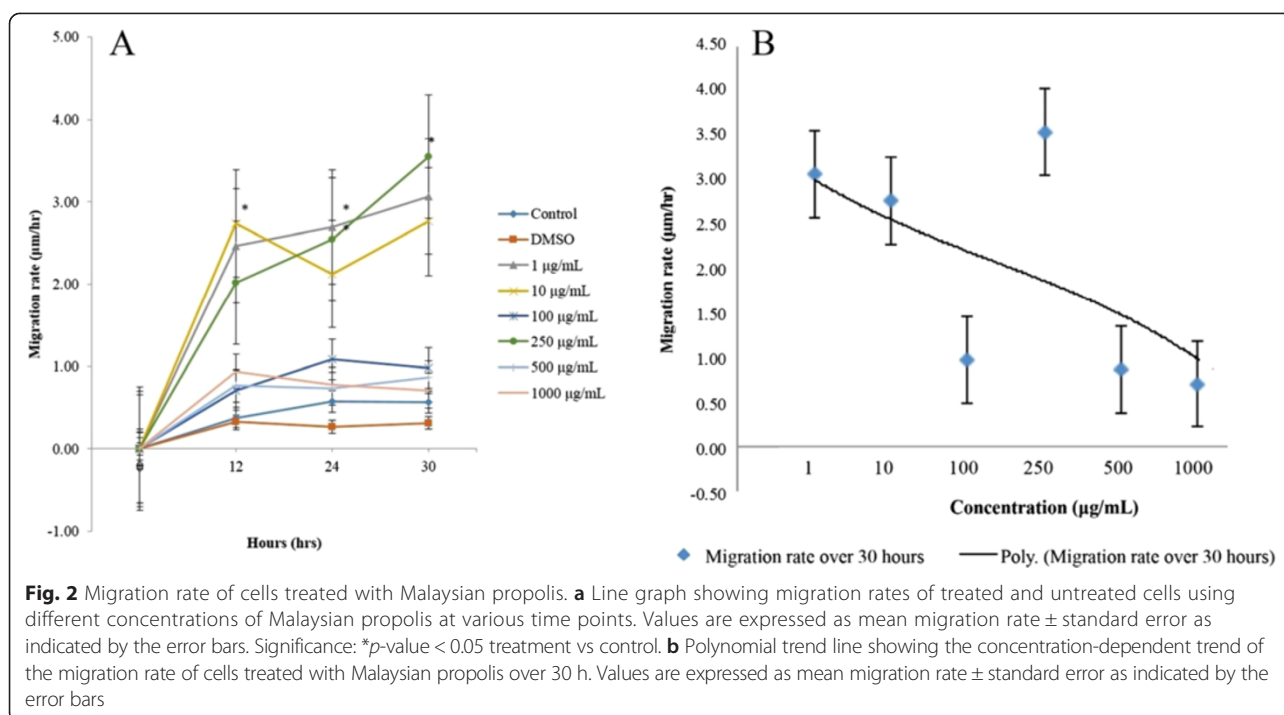 A
5.00
4.00
3.00
2.00
1.00
0.00
-1.00
Migration rate (µm/hr)
*
*
*
*
0
12
24
30
Hours (hrs)
Control
DMSO
1 µg/mL
10 µg/mL
100 µg/mL
250 µg/mL
500 µg/mL
1000 µg/mL
B
4.50
4.00
3.50
3.00
2.50
2.00
1.50
1.00
0.50
0.00
-0.50
Migration rate (µm/hr)
1
10
100
250
500
1000
Concentration (µg/mL)
Migration rate over 30 hours
Poly. (Migration rate over 30 hours)
Fig. 2 Migration rate of cells treated with Malaysian propolis. a Line graph showing migration rates of treated and untreated cells using
different concentrations of Malaysian propolis at various time points. Values are expressed as mean migration rate ± standard error as
indicated by the error bars. Significance: *p-value < 0.05 treatment vs control. b Polynomial trend line showing the concentration-dependent trend of
the migration rate of cells treated with Malaysian propolis over 30 h. Values are expressed as mean migration rate ± standard error as indicated by the
error bars